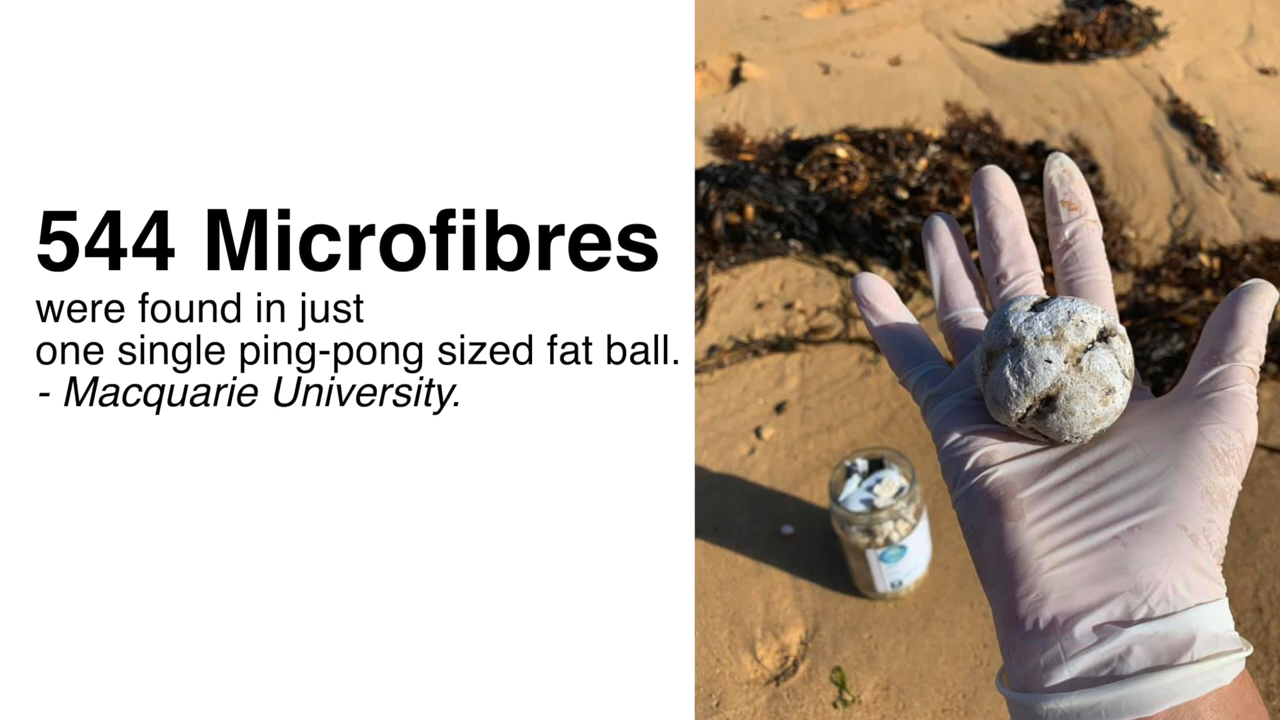 544 Microfibres
were found in just
one single ping-pong sized fat ball.
- Macquarie University.